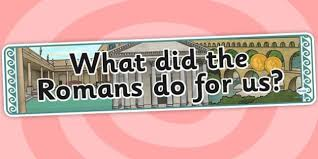 What did the
Romans do for us?